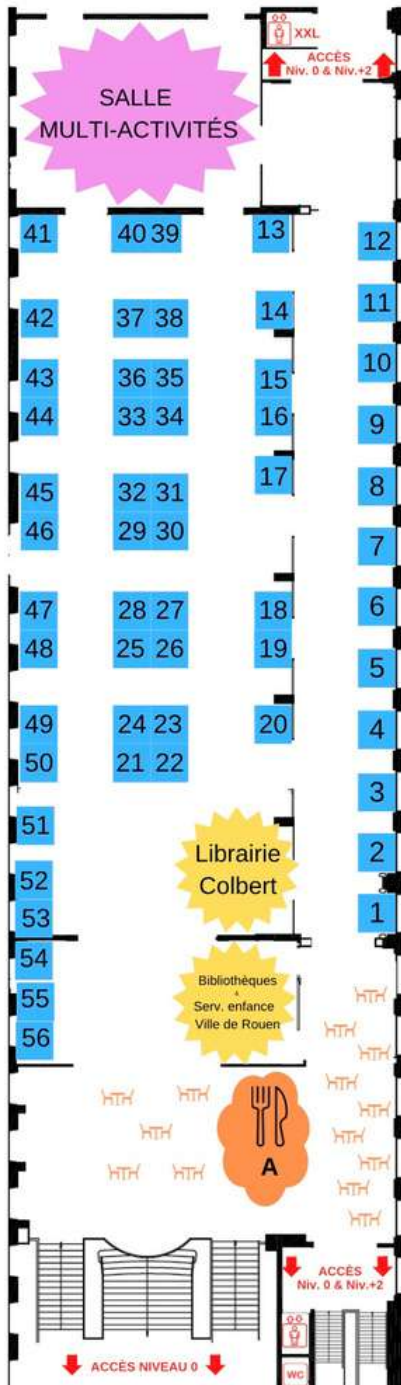 XXL
ACCÈS
Niv. 0 & Niv.+2
SALLE
MULTI-ACTIVITÉS
41 40 39 13 12
42 37 38 14 11
43 36 35 15 10
44 33 34 16 9
45 32 31 17 8
46 29 30 7
47 28 27 18 6
48 25 26 19 5
49 24 23 20 4
50 21 22 3
51 2
Librairie
Colbert
52
53 1
54
Bibliothèques
&
Serv. enfance
Ville de Rouen
55
56
A
ACCÈS
Niv. 0 & Niv.+2
ACCÈS NIVEAU 0
WC